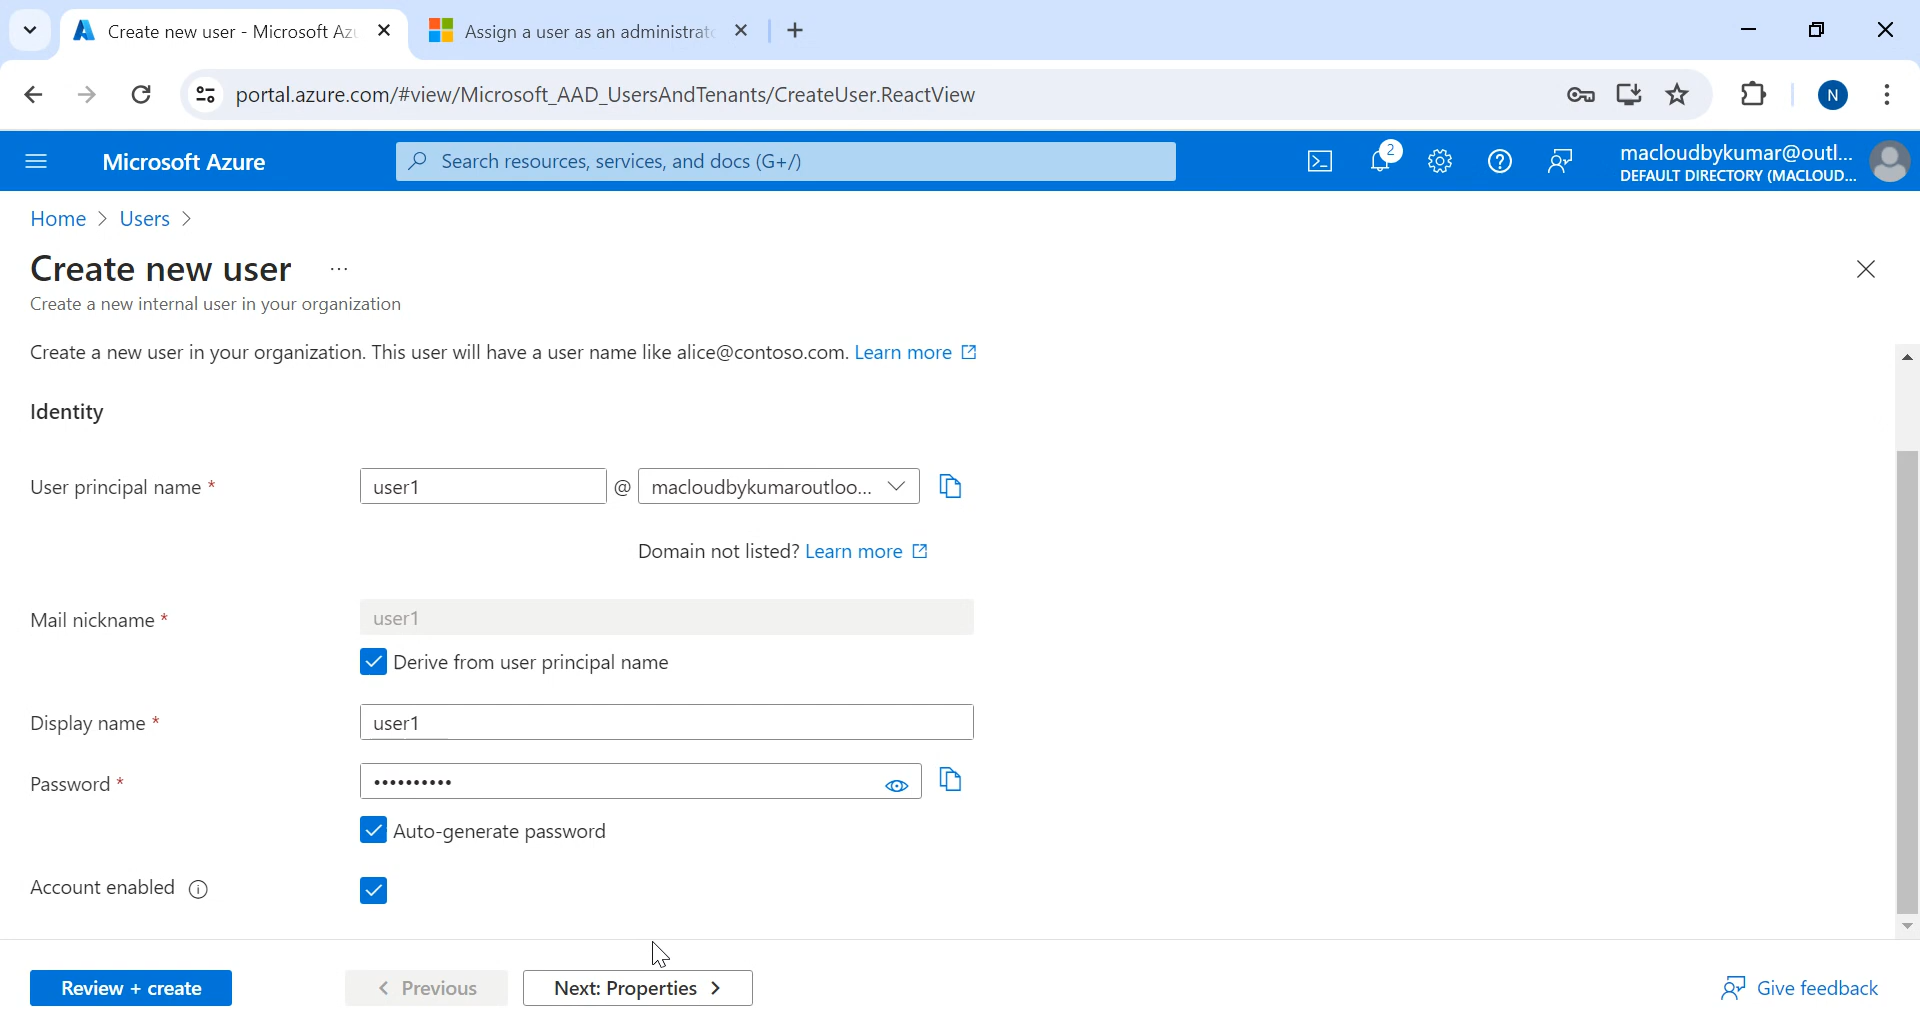 Create new user - Microsoft Az
Assign a user as an administrat
portal.azure.com/#view/Microsoft_AAD_UsersAndTenants/CreateUser.ReactView
N
Microsoft Azure
Search resources, services, and docs (G+/)
2
macloudbykumar@outl...
DEFAULT DIRECTORY (MACLOUD...
Home > Users >
Create new user ...
Create a new internal user in your organization
Create a new user in your organization. This user will have a user name like alice@contoso.com. Learn more
Identity
User principal name * user1 @ macloudbykumaroutloo...
Domain not listed? Learn more
Mail nickname * user1
Derive from user principal name
Display name * user1
Password * ••••••••••
Auto-generate password
Account enabled
Review + create < Previous Next: Properties > Give feedback